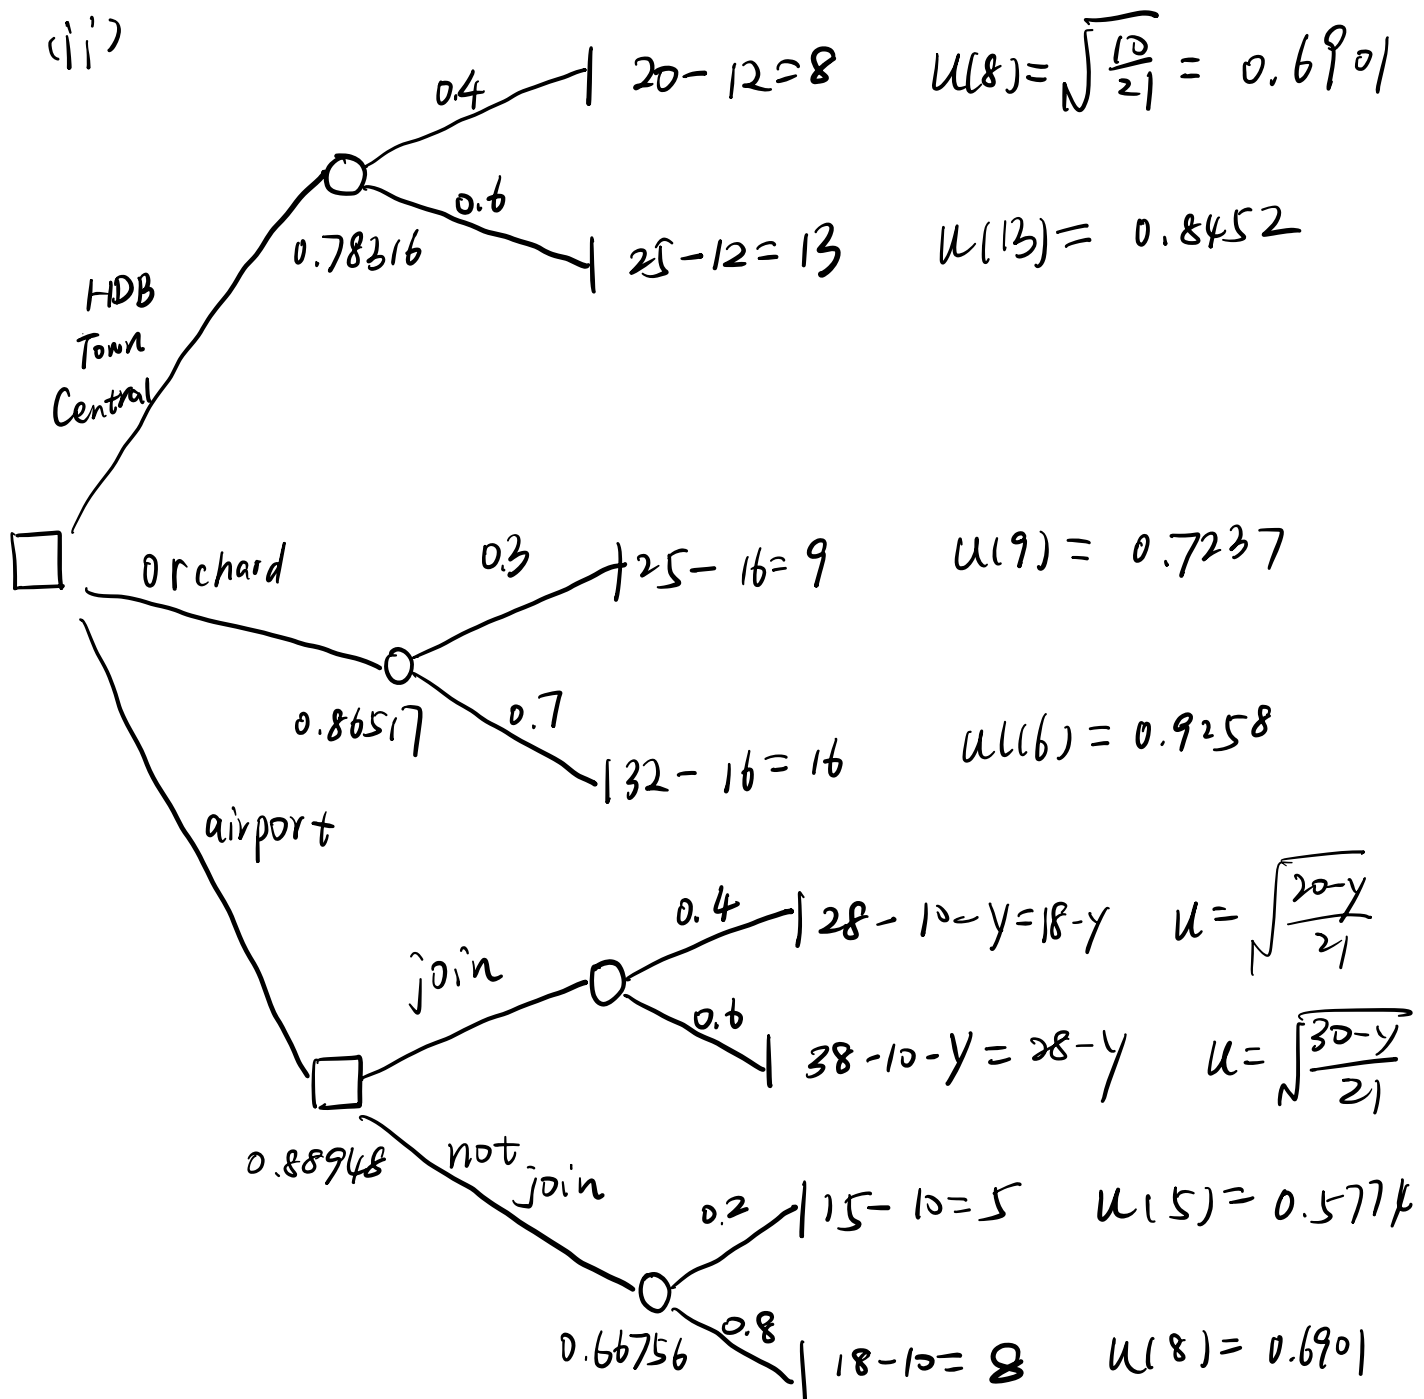 (ii)
0.4
20-12=8
u(8)=√(10/21) = 0.6901
0.6
0.78316
25-12=13
u(13)= 0.8452
HDB
Town
Central
orchard
0.3
25-16=9
u(9) = 0.7237
0.86517
0.7
32-16=16
u(16) = 0.9258
airport
join
0.4
28-10-y=18-y
u=√((20-y)/21)
0.6
38-10-y=28-y
u=√((30-y)/21)
0.88948
not
join
0.2
15-10=5
u(5)= 0.5774
0.66756
0.8
18-10=8
u(8)= 0.6901